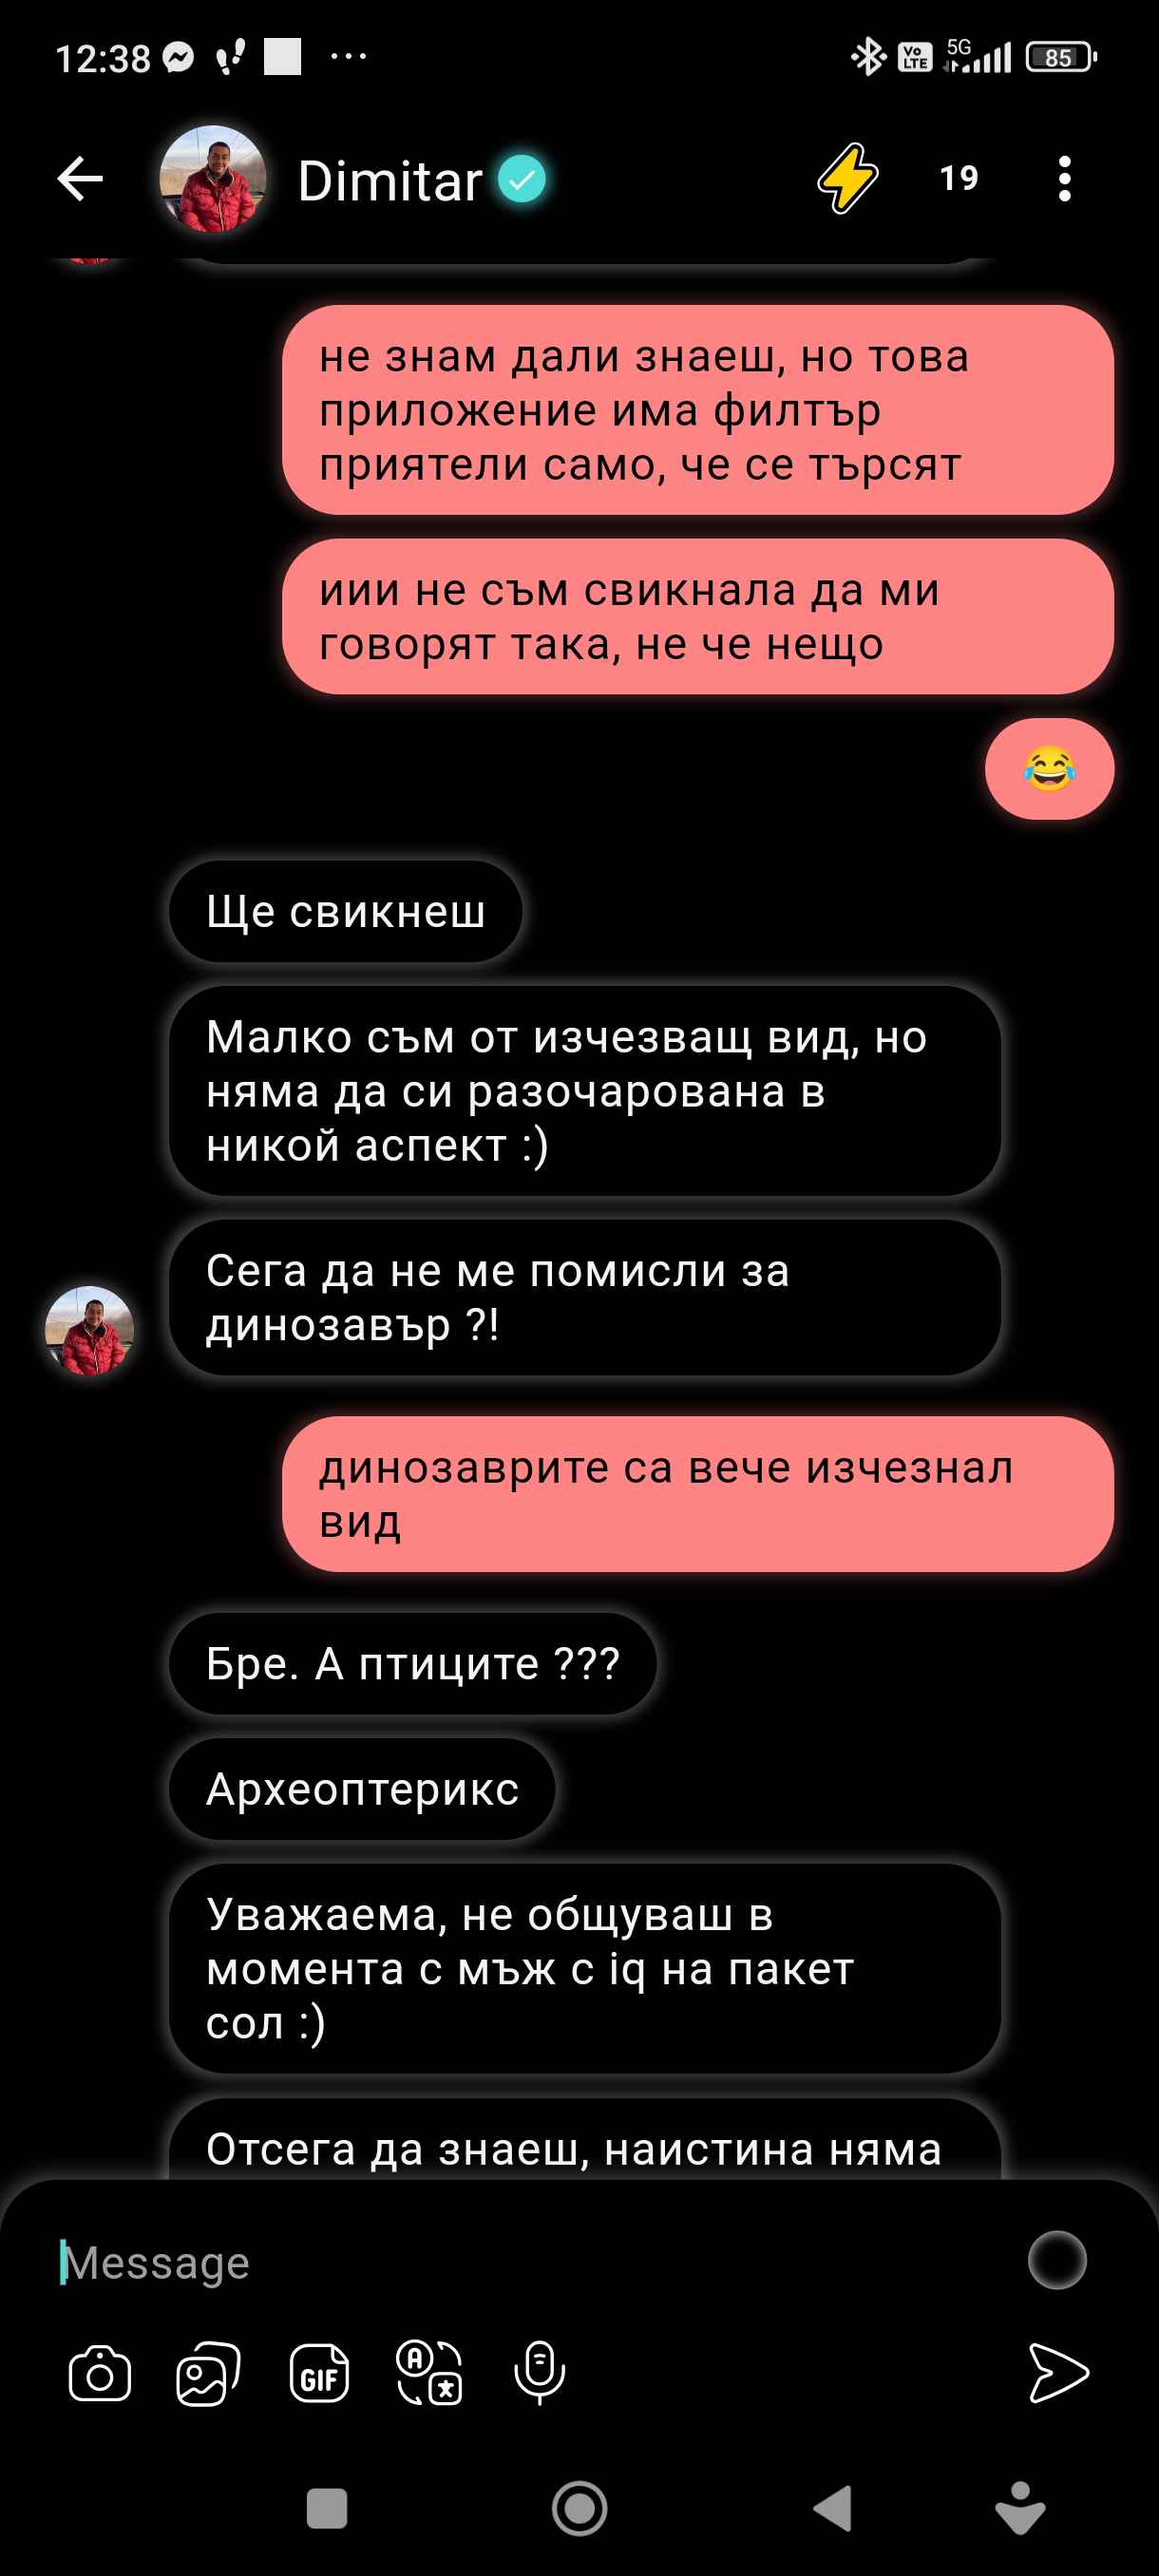 12:38
5G
Vo
LTE
85
Dimitar
19
не знам дали знаеш, но това
приложение има филтър
приятели само, че се търсят
иии не съм свикнала да ми
говорят така, не че нещо
Ще свикнеш
Малко съм от изчезващ вид, но
няма да си разочарована в
никой аспект :)
Сега да не ме помисли за
динозавър ?!
динозаврите са вече изчезнал
вид
Бре. А птиците ???
Археоптерикс
Уважаема, не общуваш в
момента с мъж с iq на пакет
сол :)
Отсега да знаеш, наистина няма
Message
GIF
A